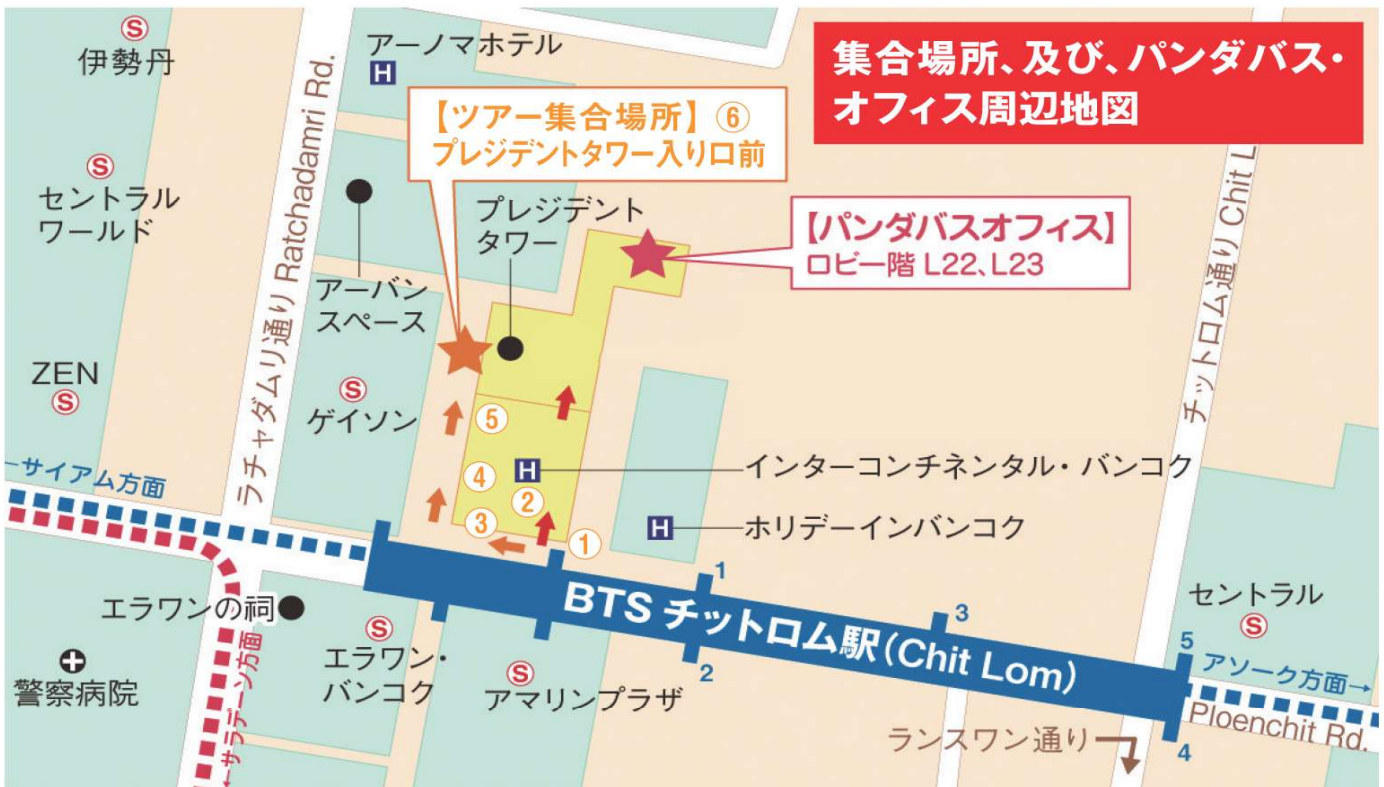 集合場所、及び、パンダバス・
オフィス周辺地図
S
伊勢丹
アーノマホテル
H
【ツアー集合場所】⑥
プレジデントタワー入り口前
S
セントラル
ワールド
ラチャダムリ通り Ratchadamri Rd.
プレジデント
タワー
【パンダバスオフィス】
ロビー階 L22、L23
チットロム通り Chit L
アーバン
スペース
ZEN
S
S
ゲイソン
⑤
④
H
②
③
①
インターコンチネンタル・バンコク
H
ホリデーインバンコク
←サイアム方面
BTS チットロム駅(Chit Lom)
1
2
3
5
4
セントラル
S
アソーク方面→
Ploenchit Rd.
エラワンの祠
S
エラワン・
バンコク
S
アマリンプラザ
警察病院
←サラデーン方面
ランスワン通り